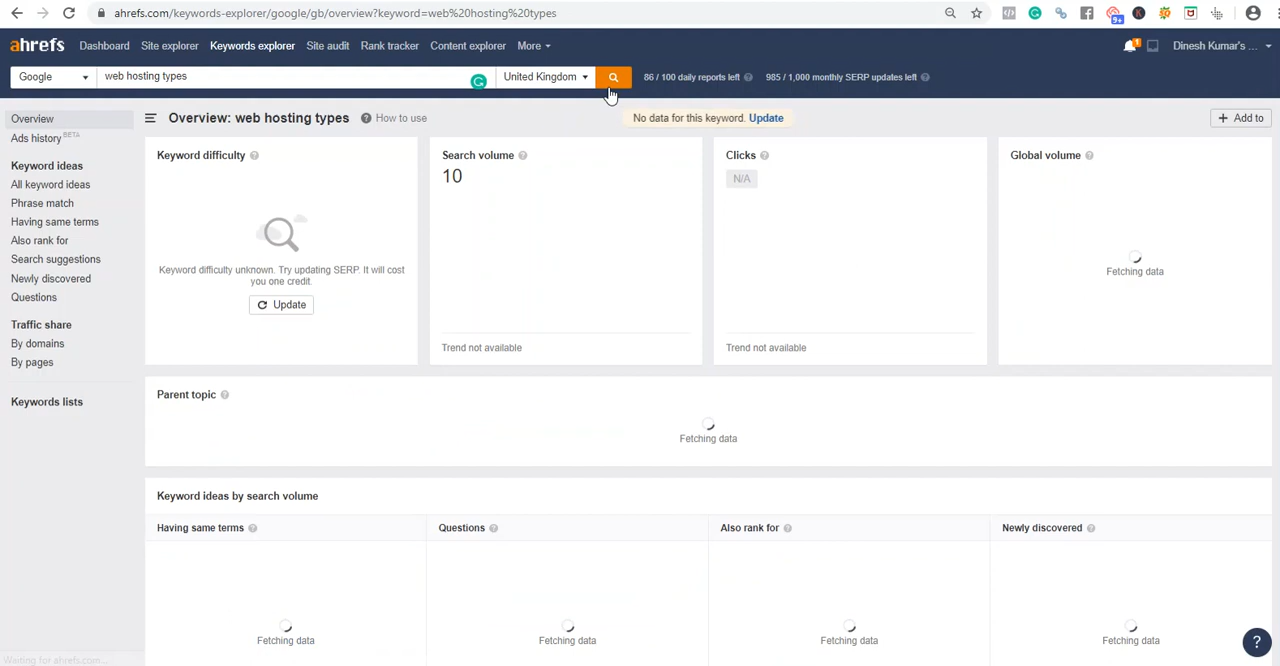 ahrefs.com/keywords-explorer/google/gb/overview?keyword=web%20hosting%20types
9+
K
ahrefs Dashboard Site explorer Keywords explorer Site audit Rank tracker Content explorer More 1 Dinesh Kumar's ...
Google web hosting types United Kingdom 86 / 100 daily reports left ? 985 / 1,000 monthly SERP updates left ?
Overview
Ads history BETA
Keyword ideas
All keyword ideas
Phrase match
Having same terms
Also rank for
Search suggestions
Newly discovered
Questions
Traffic share
By domains
By pages
Keywords lists
Overview: web hosting types ? How to use
No data for this keyword. Update
+ Add to
Keyword difficulty ?
Keyword difficulty unknown. Try updating SERP. It will cost
you one credit.
Update
Search volume ?
10
Trend not available
Clicks ?
N/A
Trend not available
Global volume ?
Fetching data
Parent topic ?
Fetching data
Keyword ideas by search volume
Having same terms ? Questions ? Also rank for ? Newly discovered ?
Fetching data Fetching data Fetching data Fetching data
?
Waiting for ahrefs.com...